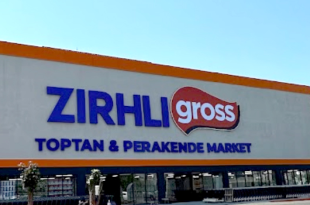 ZIRHLI gross
TOPTAN & PERAKENDE MARKET